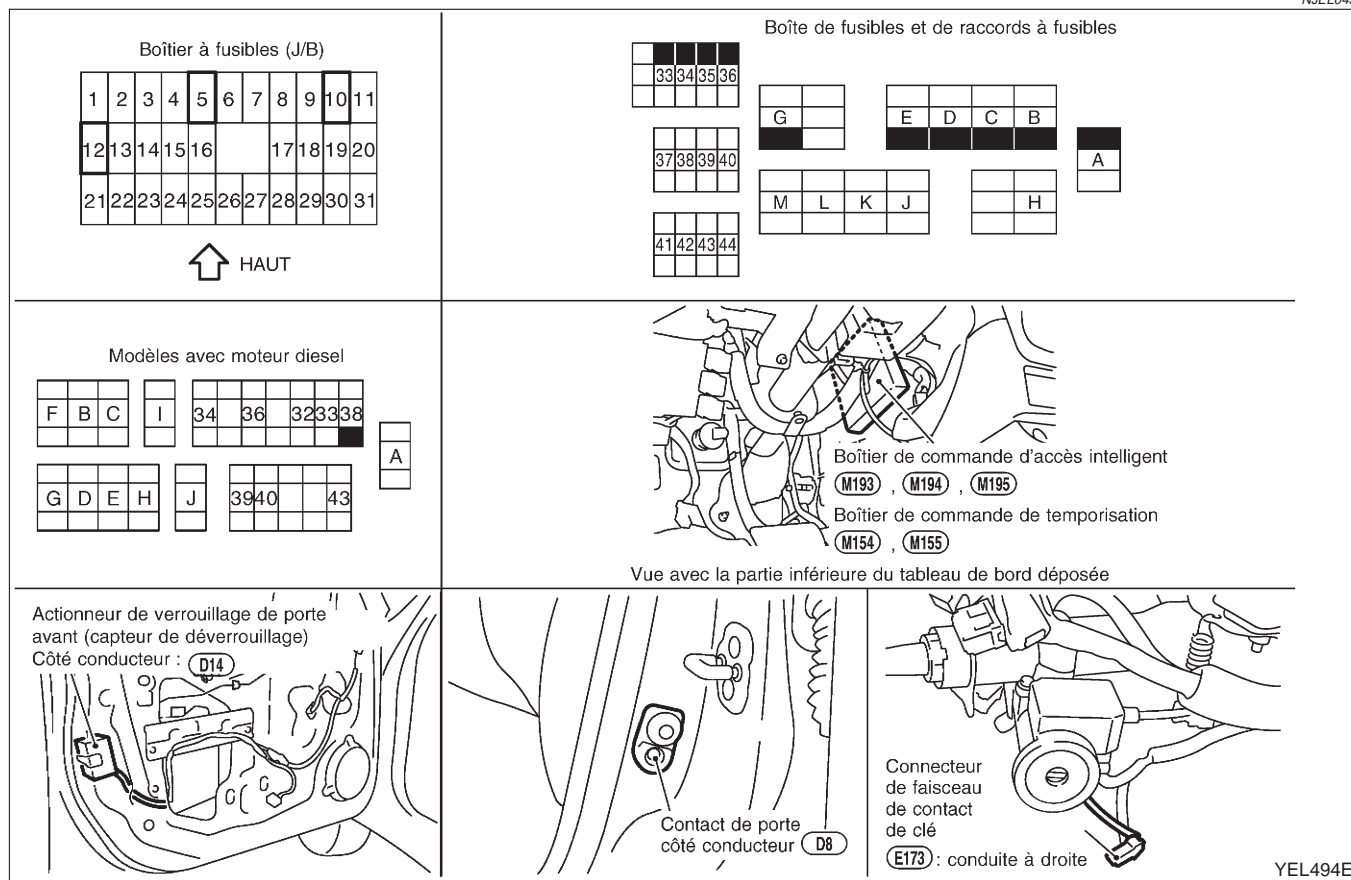 Boîtier à fusibles (J/B)
1 2 3 4 5 6 7 8 9 10 11
12 13 14 15 16 17 18 19 20
21 22 23 24 25 26 27 28 29 30 31
HAUT
Boîte de fusibles et de raccords à fusibles
33 34 35 36
G E D C B
A
37 38 39 40
M L K J H
41 42 43 44
Modèles avec moteur diesel
F B C I 34 36 32 33 38
A
G D E H J 39 40 43
Boîtier de commande d'accès intelligent
M193 , M194 , M195
Boîtier de commande de temporisation
M154 , M155
Vue avec la partie inférieure du tableau de bord déposée
Actionneur de verrouillage de porte
avant (capteur de déverrouillage)
Côté conducteur : D14
Contact de porte
côté conducteur D8
Connecteur
de faisceau
de contact
de clé
E173 : conduite à droite
YEL494E